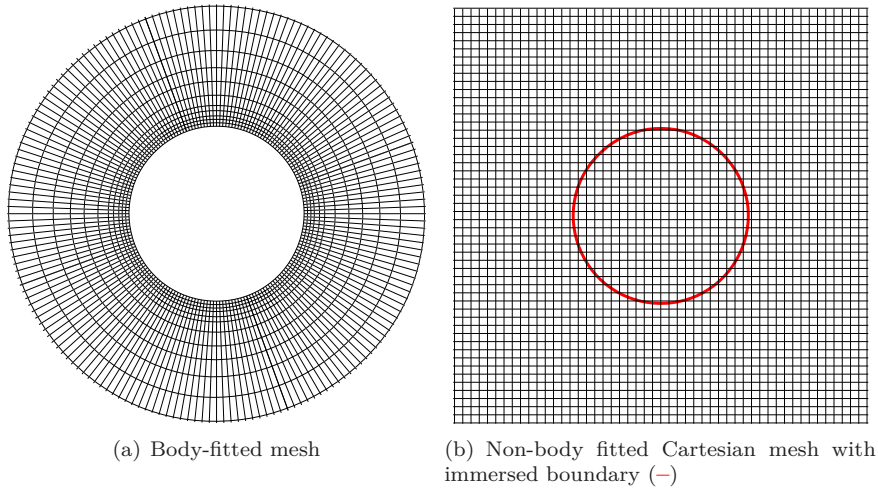 (a) Body-fitted mesh
(b) Non-body fitted Cartesian mesh with
immersed boundary (–)